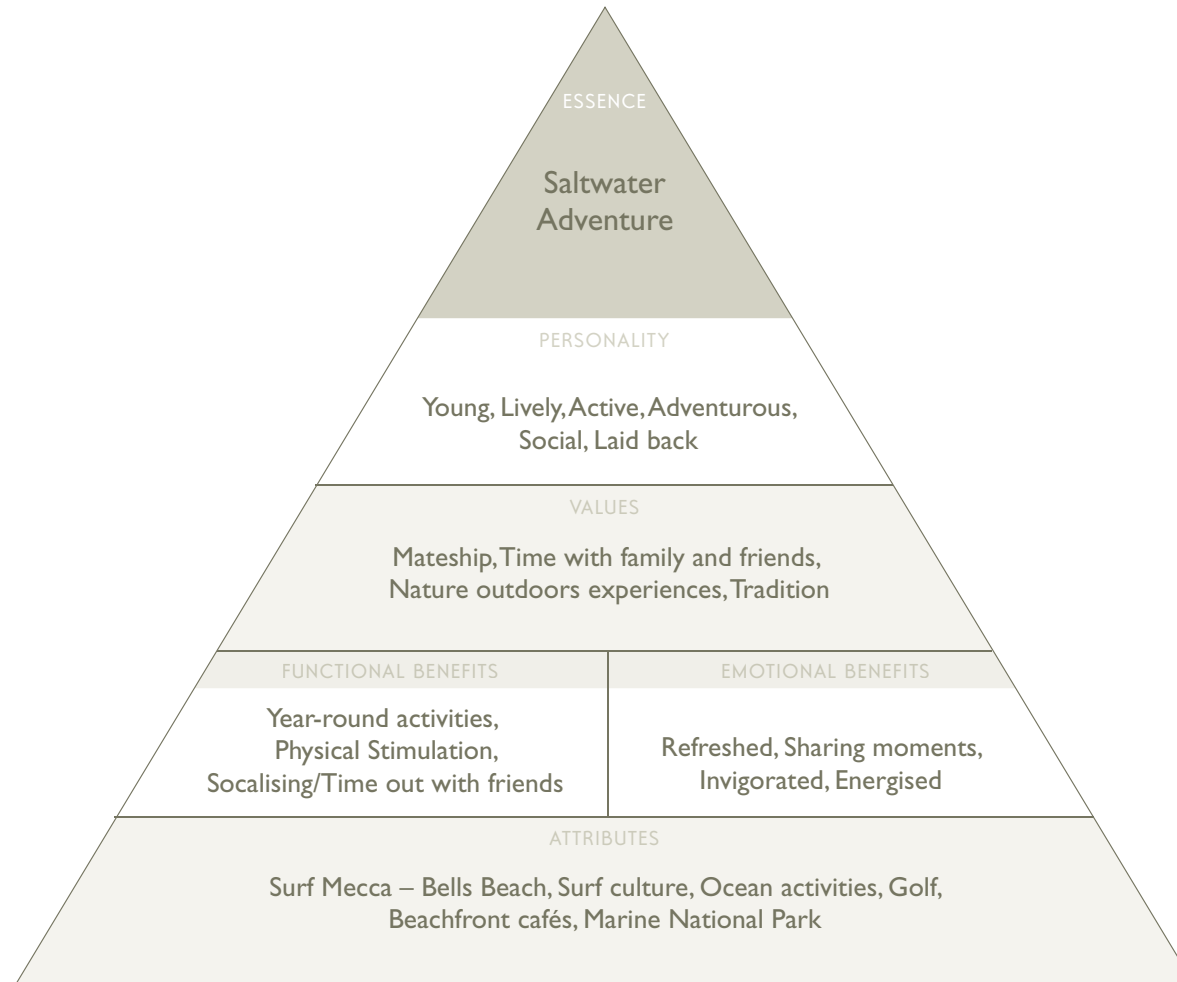 ESSENCE
Saltwater
Adventure
PERSONALITY
Young, Lively, Active, Adventurous,
Social, Laid back
VALUES
Mateship, Time with family and friends,
Nature outdoors experiences, Tradition
FUNCTIONAL BENEFITS
Year-round activities,
Physical Stimulation,
Socalising/Time out with friends
EMOTIONAL BENEFITS
Refreshed, Sharing moments,
Invigorated, Energised
ATTRIBUTES
Surf Mecca – Bells Beach, Surf culture, Ocean activities, Golf,
Beachfront cafés, Marine National Park